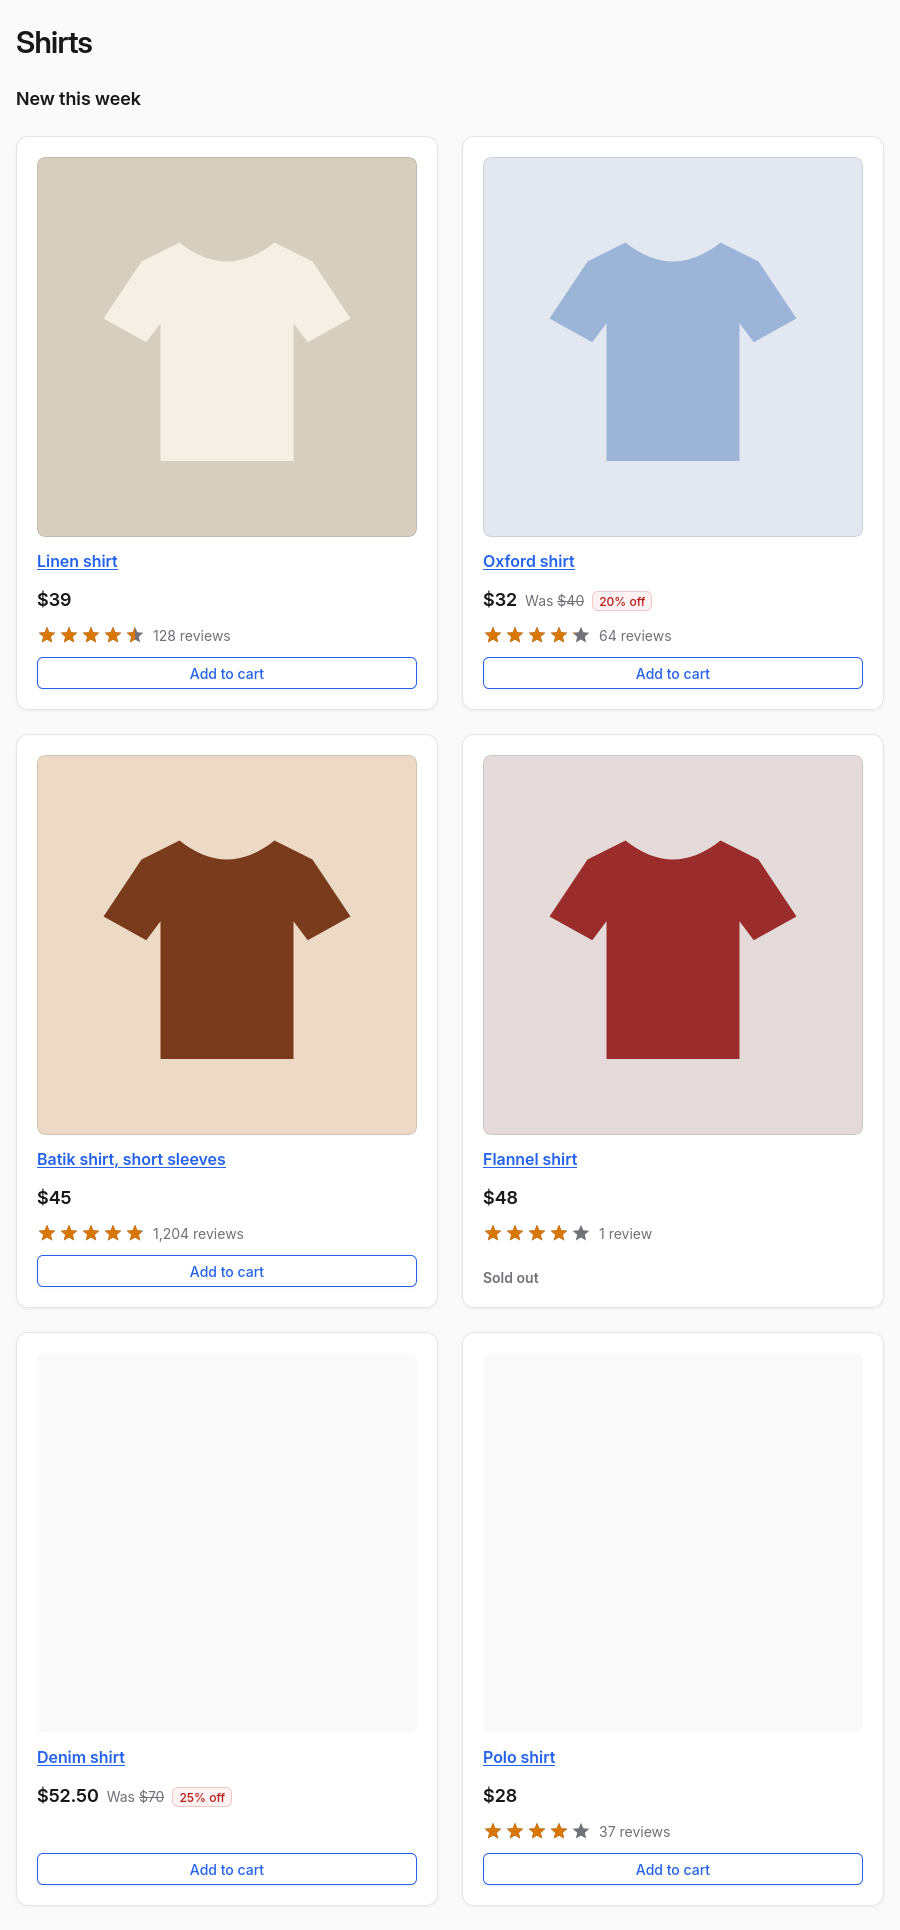 Shirts
New this week
Linen shirt
$39
128 reviews
Add to cart
Oxford shirt
$32 Was $40 20% off
64 reviews
Add to cart
Batik shirt, short sleeves
$45
1,204 reviews
Add to cart
Flannel shirt
$48
1 review
Sold out
Denim shirt
$52.50 Was $70 25% off
Add to cart
Polo shirt
$28
37 reviews
Add to cart